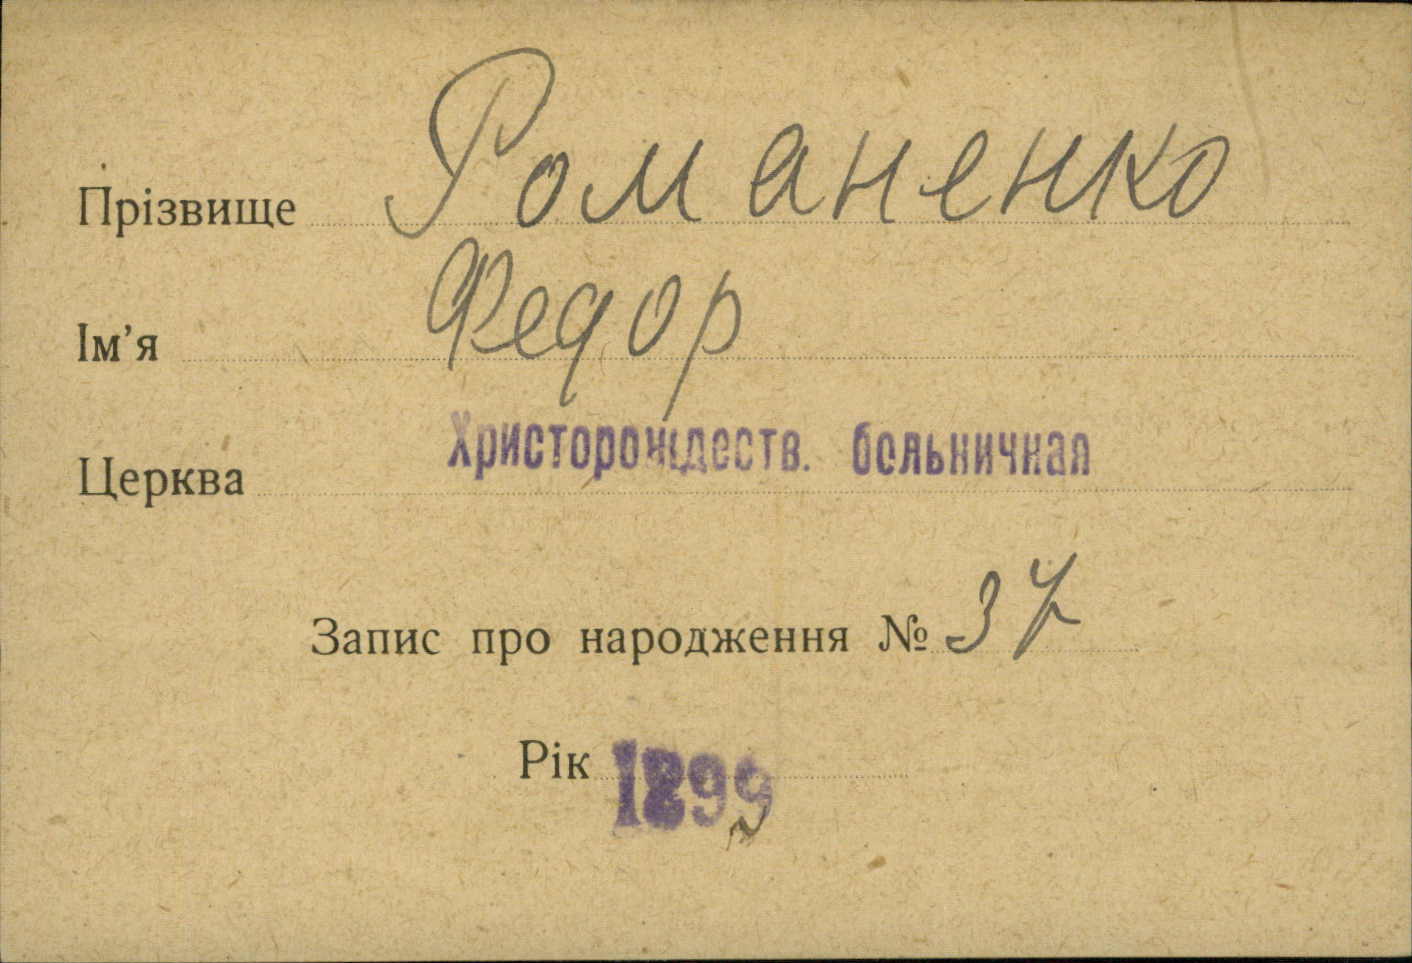 Прізвище Романенко
Ім'я Федор
Церква Христорождеств. больничная
Запис про народження № 37
Рік 1899